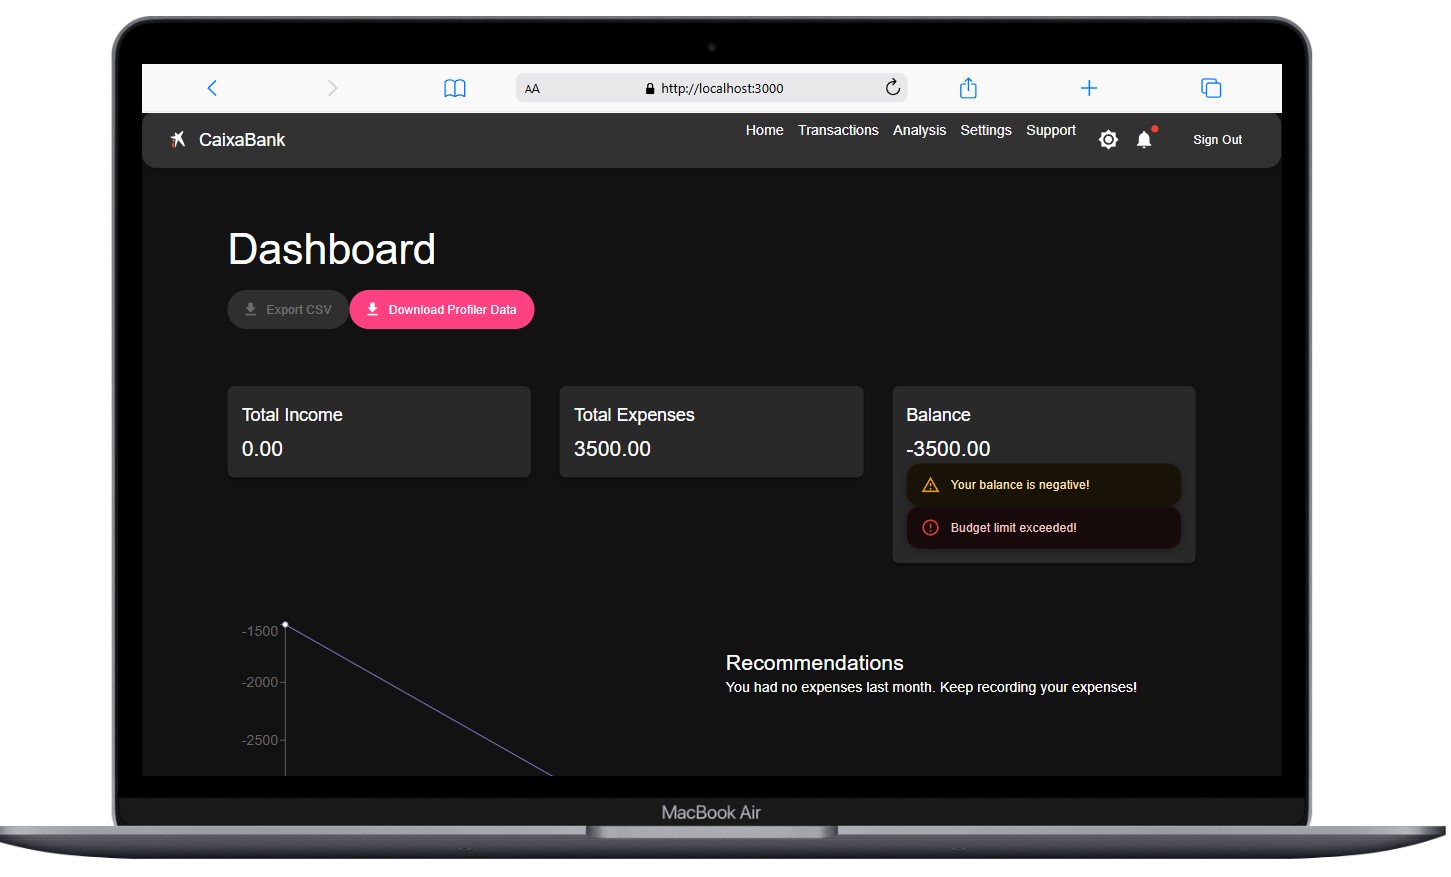 AA http://localhost:3000
CaixaBank Home Transactions Analysis Settings Support Sign Out
Dashboard
Export CSV Download Profiler Data
Total Income
0.00
Total Expenses
3500.00
Balance
-3500.00
Your balance is negative!
Budget limit exceeded!
-1500
-2000
-2500
Recommendations
You had no expenses last month. Keep recording your expenses!
MacBook Air